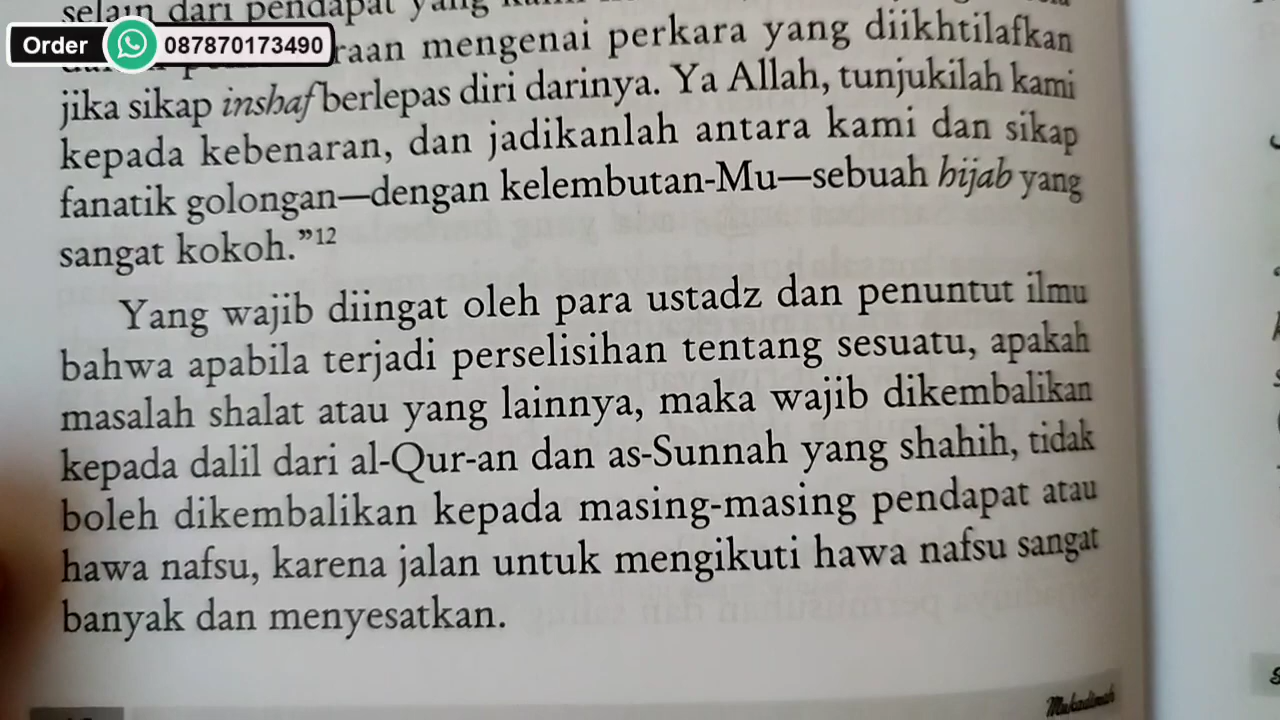 selain dari pendapat yang
Order 087870173490
raan mengenai perkara yang diikhtilafkan
jika sikap inshaf berlepas diri darinya. Ya Allah, tunjukilah kami
kepada kebenaran, dan jadikanlah antara kami dan sikap
fanatik golongan—dengan kelembutan-Mu—sebuah hijab yang
sangat kokoh.”12
Yang wajib diingat oleh para ustadz dan penuntut ilmu
bahwa apabila terjadi perselisihan tentang sesuatu, apakah
masalah shalat atau yang lainnya, maka wajib dikembalikan
kepada dalil dari al-Qur-an dan as-Sunnah yang shahih, tidak
boleh dikembalikan kepada masing-masing pendapat atau
hawa nafsu, karena jalan untuk mengikuti hawa nafsu sangat
banyak dan menyesatkan.
Mukadimah